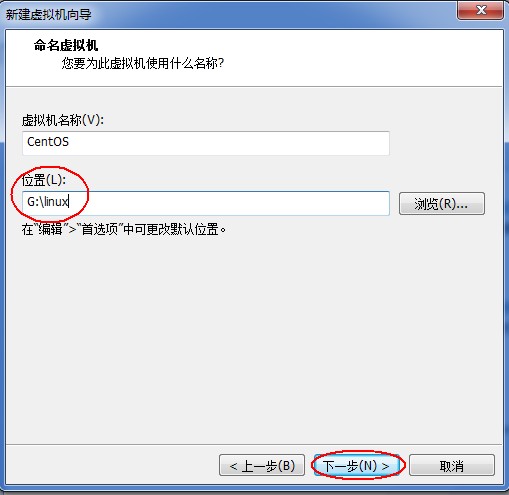 新建虚拟机向导
命名虚拟机
您要为此虚拟机使用什么名称?
虚拟机名称(V):
CentOS
位置(L):
G:\linux
浏览(R)...
在“编辑”>“首选项”中可更改默认位置。
< 上一步(B)
下一步(N) >
取消